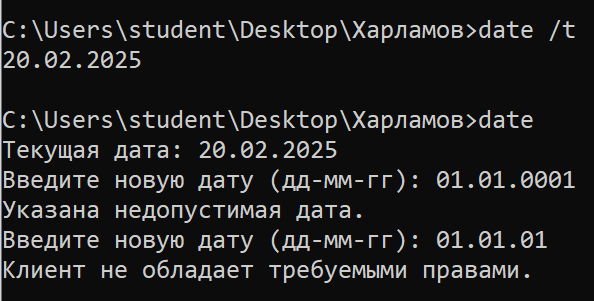 C:\Users\student\Desktop\Харламов>date /t
20.02.2025
C:\Users\student\Desktop\Харламов>date
Текущая дата: 20.02.2025
Введите новую дату (дд-мм-гг): 01.01.0001
Указана недопустимая дата.
Введите новую дату (дд-мм-гг): 01.01.01
Клиент не обладает требуемыми правами.